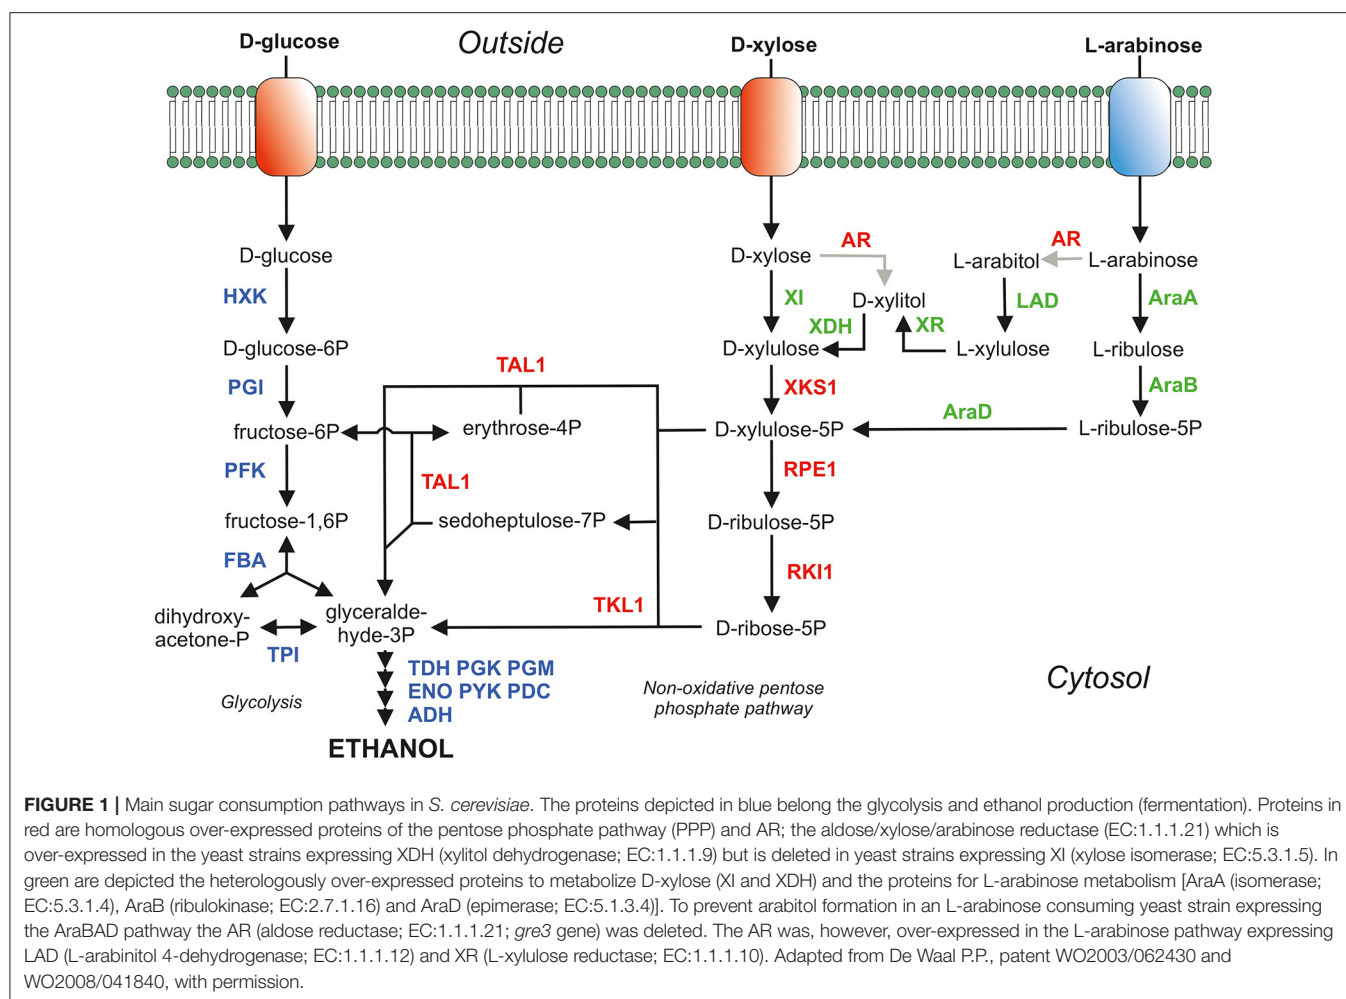 D-glucose
Outside
D-xylose
L-arabinose
D-glucose
D-xylose
AR
L-arabitol
AR
L-arabinose
HXK
XI
D-xylitol
LAD
AraA
XDH
XR
D-glucose-6P
D-xylulose
L-xylulose
L-ribulose
TAL1
PGI
XKS1
AraB
AraD
fructose-6P
erythrose-4P
D-xylulose-5P
L-ribulose-5P
PFK
TAL1
RPE1
fructose-1,6P
sedoheptulose-7P
D-ribulose-5P
FBA
RKI1
dihydroxy-
acetone-P
glyceralde-
hyde-3P
TKL1
D-ribose-5P
TPI
TDH PGK PGM
ENO PYK PDC
ADH
Glycolysis
Non-oxidative pentose
phosphate pathway
Cytosol
ETHANOL
FIGURE 1 | Main sugar consumption pathways in S. cerevisiae. The proteins depicted in blue belong the glycolysis and ethanol production (fermentation). Proteins in
red are homologous over-expressed proteins of the pentose phosphate pathway (PPP) and AR; the aldose/xylose/arabinose reductase (EC:1.1.1.21) which is
over-expressed in the yeast strains expressing XDH (xylitol dehydrogenase; EC:1.1.1.9) but is deleted in yeast strains expressing XI (xylose isomerase; EC:5.3.1.5). In
green are depicted the heterologously over-expressed proteins to metabolize D-xylose (XI and XDH) and the proteins for L-arabinose metabolism [AraA (isomerase;
EC:5.3.1.4), AraB (ribulokinase; EC:2.7.1.16) and AraD (epimerase; EC:5.1.3.4)]. To prevent arabitol formation in an L-arabinose consuming yeast strain expressing
the AraBAD pathway the AR (aldose reductase; EC:1.1.1.21; gre3 gene) was deleted. The AR was, however, over-expressed in the L-arabinose pathway expressing
LAD (L-arabinitol 4-dehydrogenase; EC:1.1.1.12) and XR (L-xylulose reductase; EC:1.1.1.10). Adapted from De Waal P.P., patent WO2003/062430 and
WO2008/041840, with permission.